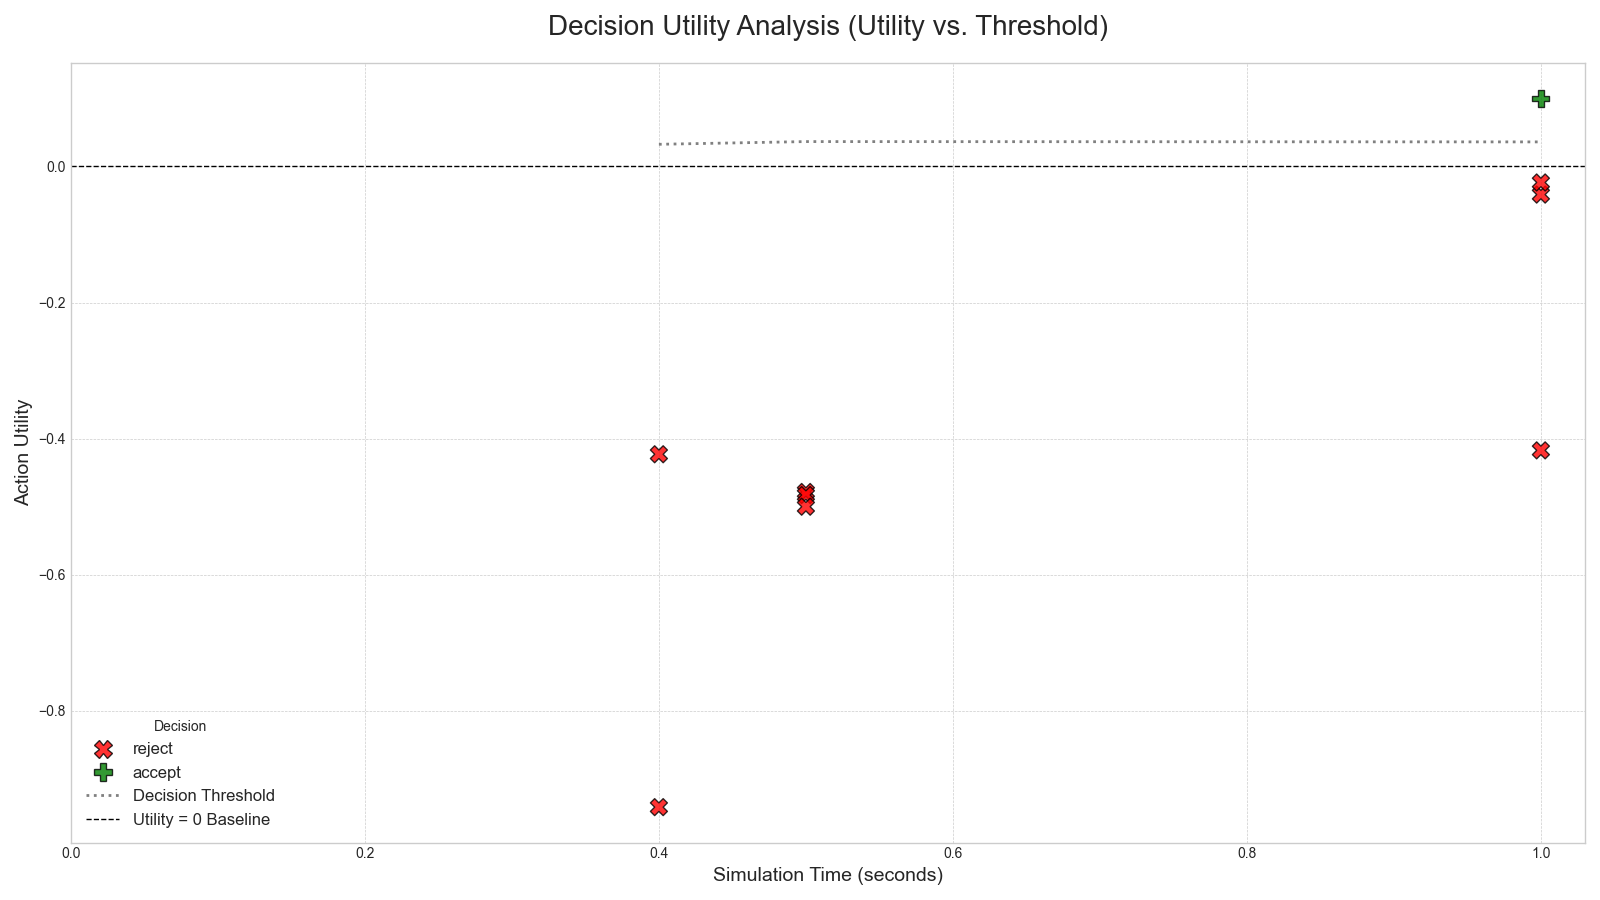 Decision Utility Analysis (Utility vs. Threshold)
Action Utility
0.0
−0.2
−0.4
−0.6
−0.8
Decision
reject
accept
Decision Threshold
Utility = 0 Baseline
0.0 0.2 0.4 0.6 0.8 1.0
Simulation Time (seconds)